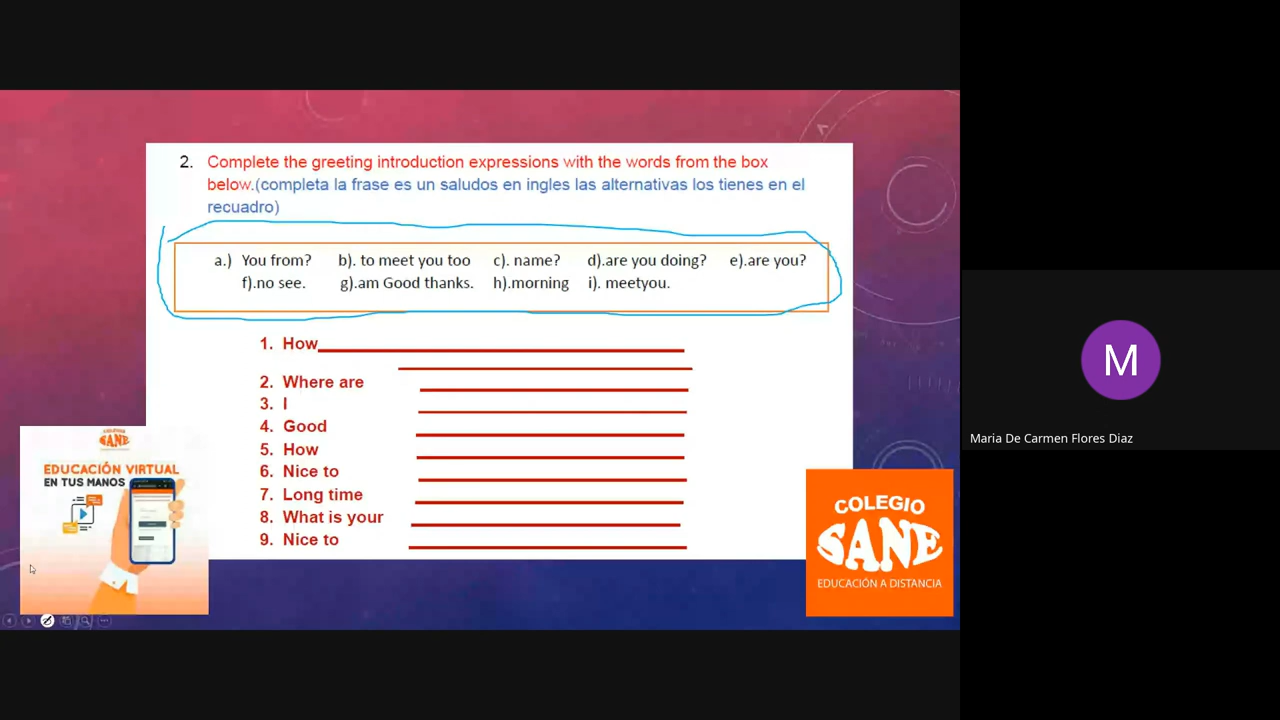 2. Complete the greeting introduction expressions with the words from the box
below.(completa la frase es un saludos en ingles las alternativas los tienes en el
recuadro)
a.) You from? b). to meet you too c). name? d).are you doing? e).are you?
f).no see. g).am Good thanks. h).morning i). meetyou.
1. How
2. Where are
3. I
4. Good
5. How
6. Nice to
7. Long time
8. What is your
9. Nice to
COLEGIO
SANE
EDUCACIÓN VIRTUAL
EN TUS MANOS
COLEGIO
SANE
EDUCACIÓN A DISTANCIA
M
Maria De Carmen Flores Diaz